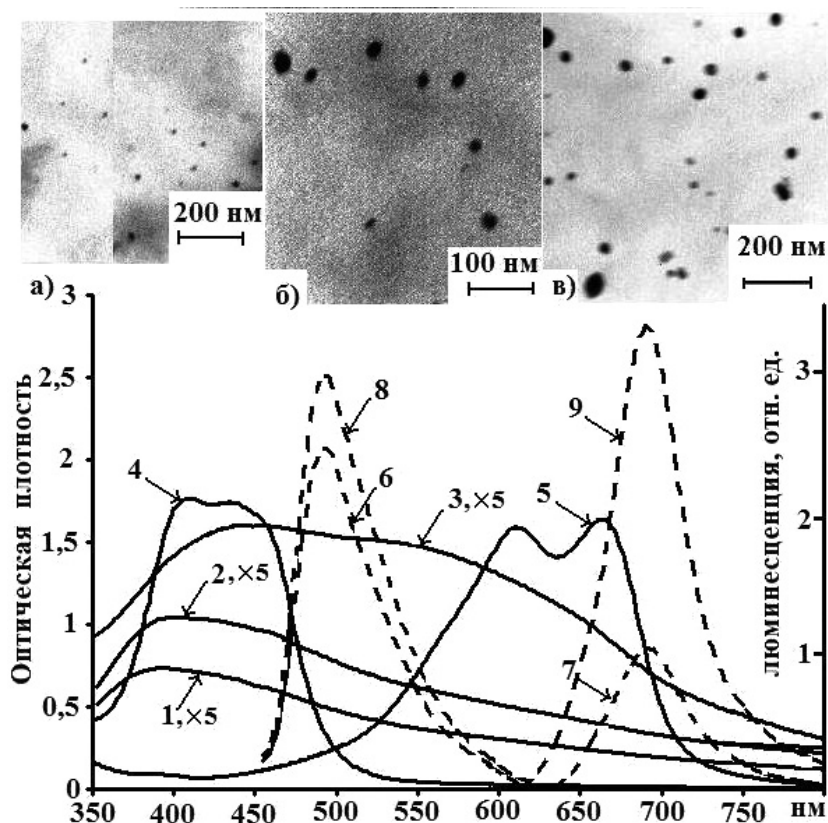 200 нм
100 нм
200 нм
а)
б)
в)
3
2,5
2
1,5
1
0,5
0
Оптическая плотность
4
8
6
3,×5
5
9
2,×5
1,×5
7
3
2
1
люминесценция, отн. ед.
350 400 450 500 550 600 650 700 750 нм